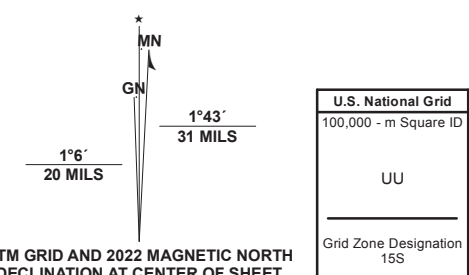 ★
MN
GN
1°43´
31 MILS
1°6´
20 MILS
TM GRID AND 2022 MAGNETIC NORTH
DECLINATION AT CENTER OF SHEET
U.S. National Grid
100,000 - m Square ID
UU
Grid Zone Designation
15S